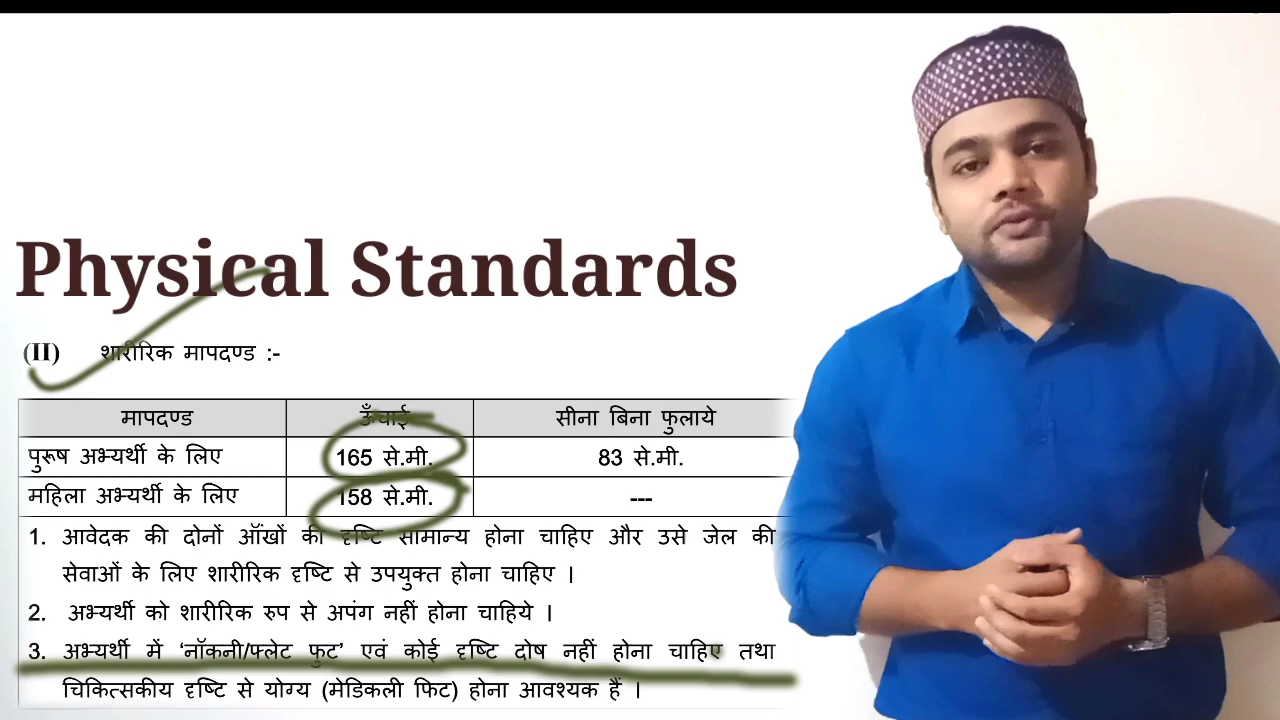 Physical Standards
(II) शारीरिक मापदण्ड :-
मापदण्ड ऊँचाई सीना बिना फुलाये
पुरूष अभ्यर्थी के लिए 165 से.मी. 83 से.मी.
महिला अभ्यर्थी के लिए 158 से.मी. ---
1. आवेदक की दोनों ऑंखों की दृष्टि सामान्य होना चाहिए और उसे जेल की
सेवाओं के लिए शारीरिक दृष्टि से उपयुक्त होना चाहिए ।
2. अभ्यर्थी को शारीरिक रुप से अपंग नहीं होना चाहिये ।
3. अभ्यर्थी में ‘नॉकनी/फ्लेट फुट’ एवं कोई दृष्टि दोष नहीं होना चाहिए तथा
चिकित्सकीय दृष्टि से योग्य (मेडिकली फिट) होना आवश्यक हैं ।